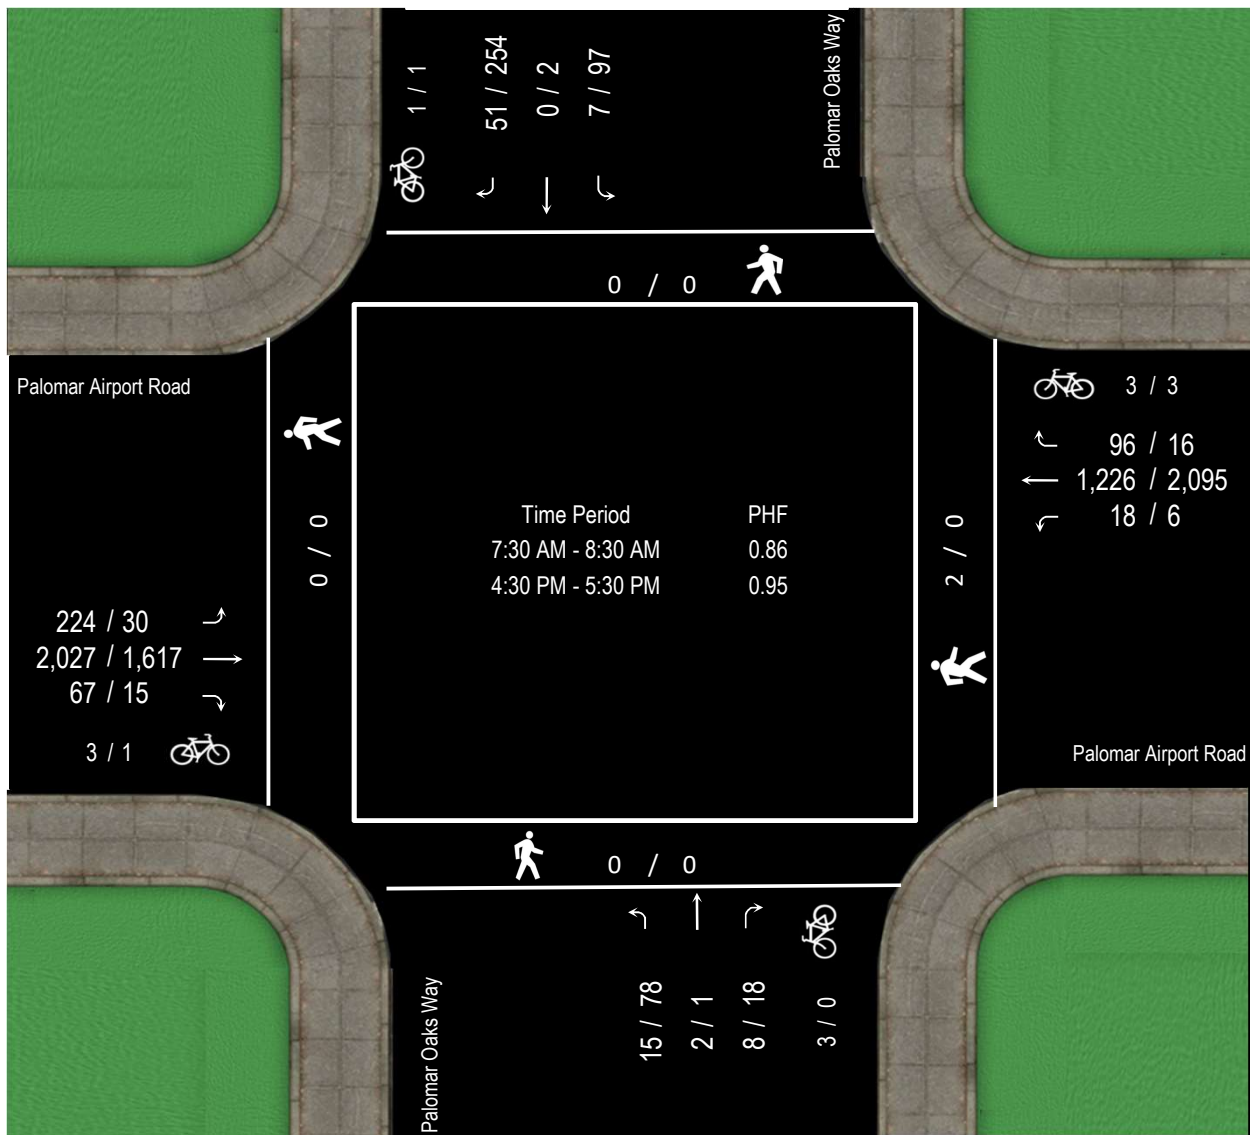 1 / 1
51 / 254
0 / 2
7 / 97
Palomar Oaks Way
0 / 0
Palomar Airport Road
3 / 3
96 / 16
1,226 / 2,095
18 / 6
0 / 0
Time Period PHF
7:30 AM - 8:30 AM 0.86
4:30 PM - 5:30 PM 0.95
2 / 0
224 / 30
2,027 / 1,617
67 / 15
3 / 1
Palomar Airport Road
0 / 0
Palomar Oaks Way
15 / 78
2 / 1
8 / 18
3 / 0